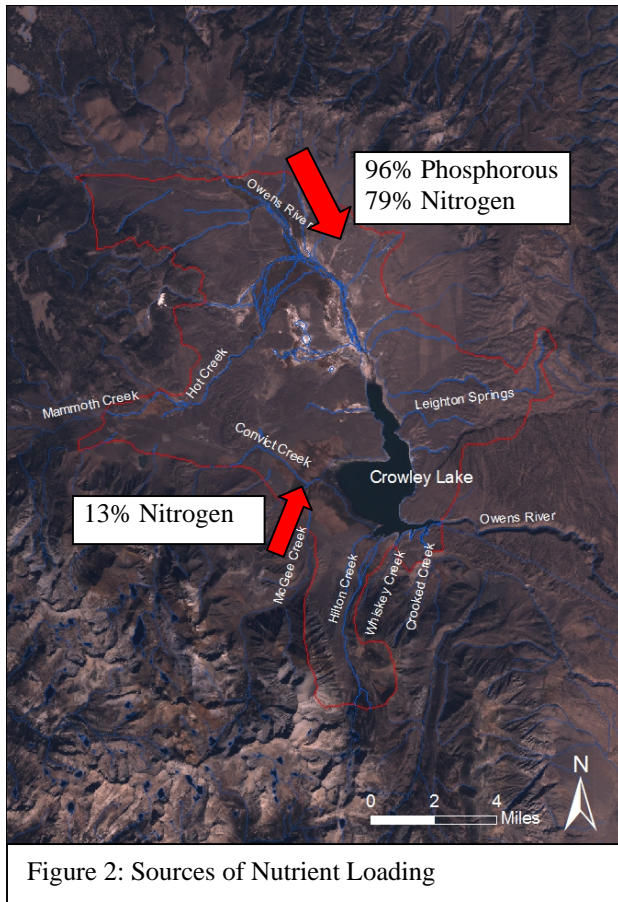 96% Phosphorous
79% Nitrogen
Owens River
Hot Creek
Mammoth Creek
Leighton Springs
Convict Creek
Crowley Lake
13% Nitrogen
Owens River
McGee Creek
Hilton Creek
Whiskey Creek
Crooked Creek
N
0 2 4
Miles
Figure 2: Sources of Nutrient Loading